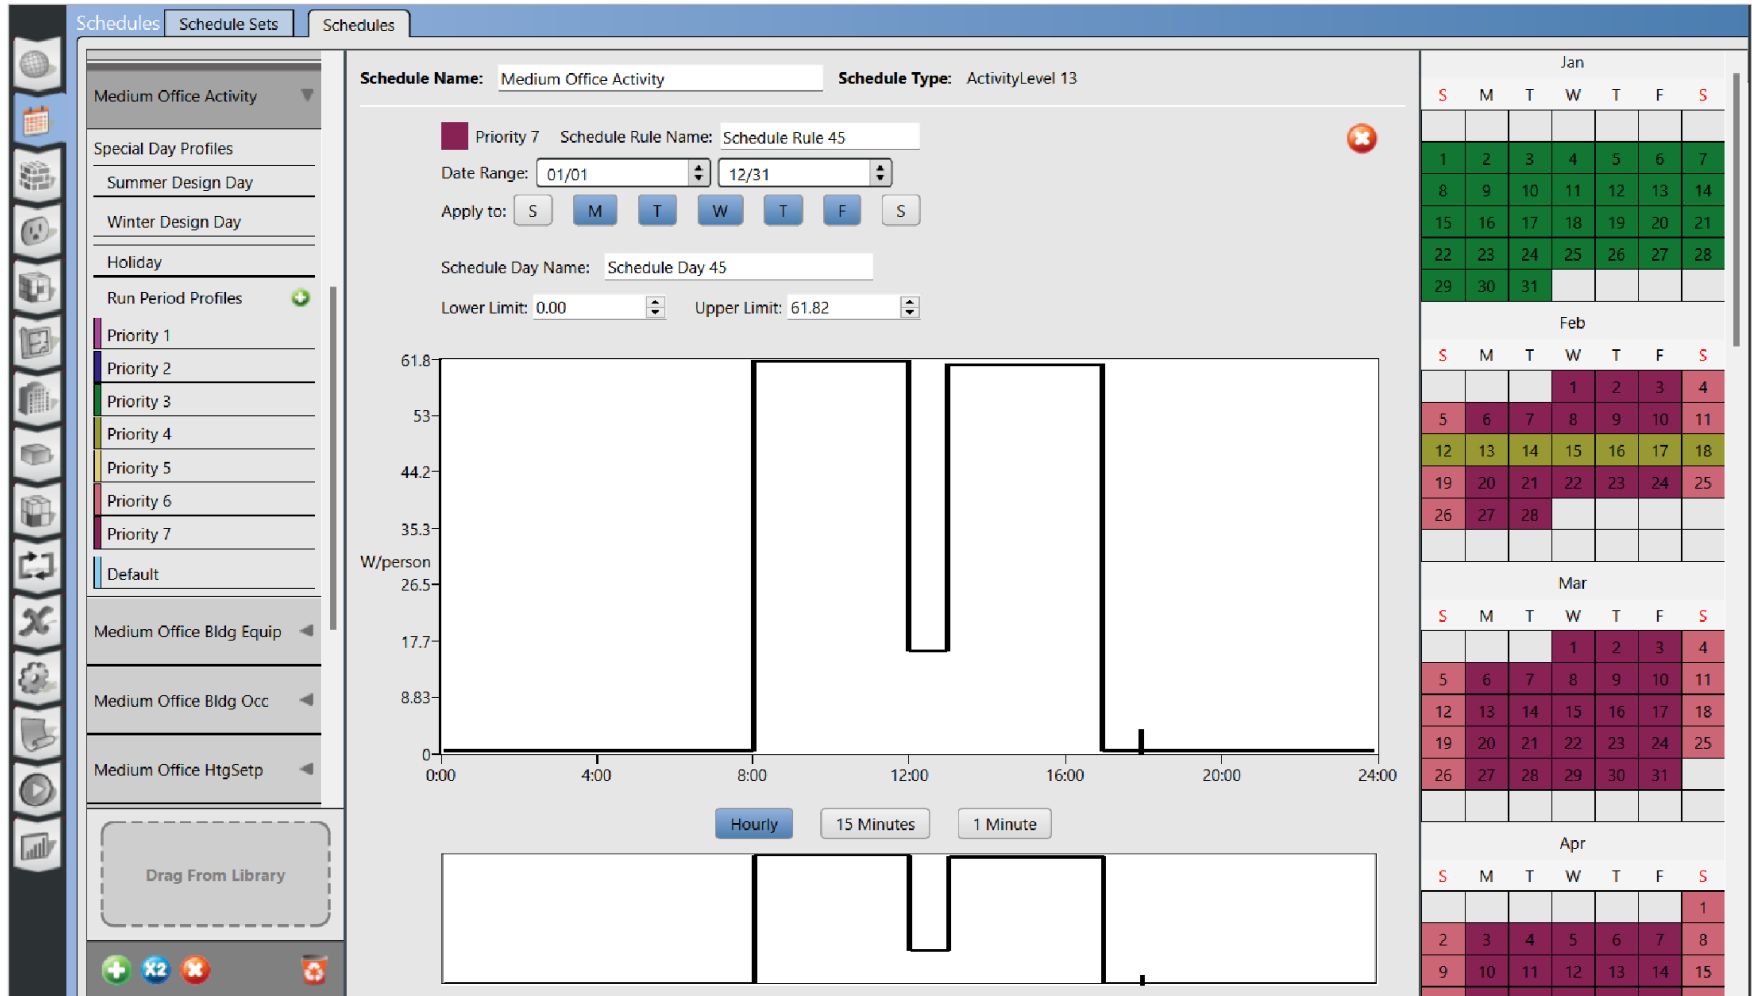 Schedules Schedule Sets Schedules
Medium Office Activity
Special Day Profiles
Summer Design Day
Winter Design Day
Holiday
Run Period Profiles
Priority 1
Priority 2
Priority 3
Priority 4
Priority 5
Priority 6
Priority 7
Default
Medium Office Bldg Equip
Medium Office Bldg Occ
Medium Office HtgSetp
Drag From Library
X2
Schedule Name: Medium Office Activity Schedule Type: ActivityLevel 13
Priority 7 Schedule Rule Name: Schedule Rule 45
Date Range: 01/01 12/31
Apply to: S M T W T F S
Schedule Day Name: Schedule Day 45
Lower Limit: 0.00 Upper Limit: 61.82
61.8
53
44.2
35.3
W/person
26.5
17.7
8.83
0
0:00 4:00 8:00 12:00 16:00 20:00 24:00
Hourly 15 Minutes 1 Minute
Jan
S M T W T F S
1 2 3 4 5 6 7
8 9 10 11 12 13 14
15 16 17 18 19 20 21
22 23 24 25 26 27 28
29 30 31
Feb
S M T W T F S
1 2 3 4
5 6 7 8 9 10 11
12 13 14 15 16 17 18
19 20 21 22 23 24 25
26 27 28
Mar
S M T W T F S
1 2 3 4
5 6 7 8 9 10 11
12 13 14 15 16 17 18
19 20 21 22 23 24 25
26 27 28 29 30 31
Apr
S M T W T F S
1
2 3 4 5 6 7 8
9 10 11 12 13 14 15